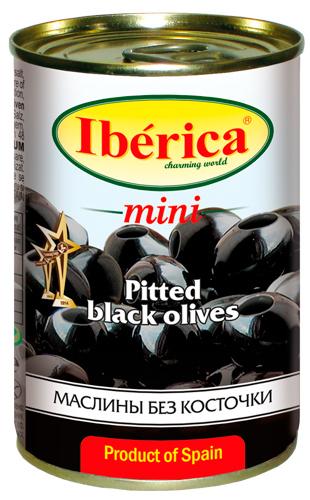 Ibérica®
charming world
mini
Pitted
black olives
МАСЛИНЫ БЕЗ КОСТОЧКИ
Product of Spain